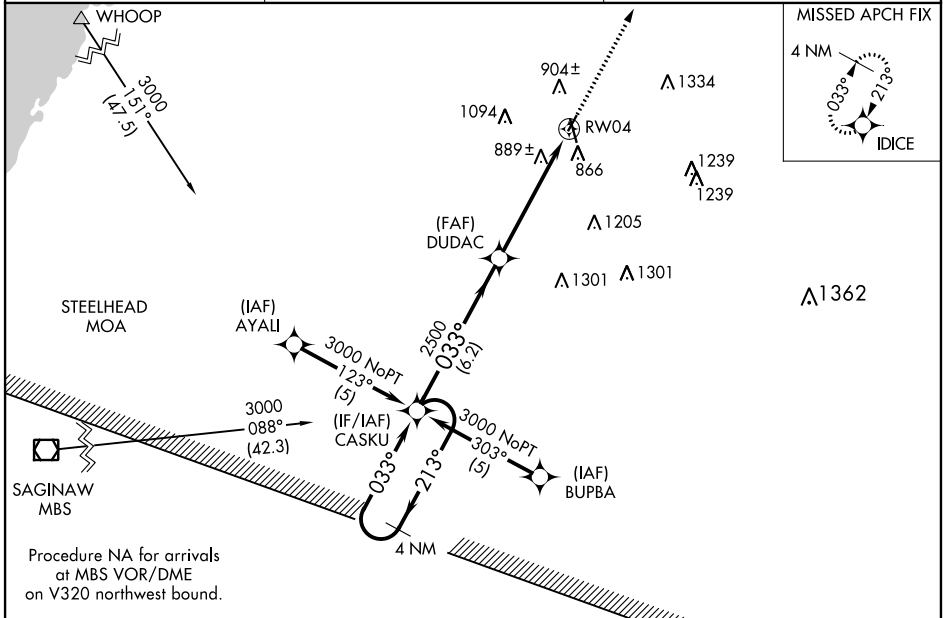 WHOOP
3000
151°
(47.5)
MISSED APCH FIX
4 NM
033°
213°
IDICE
904±
1334
1094
RW04
889±
866
1239
1239
(FAF)
DUDAC
1205
1301
1301
1362
STEELHEAD
MOA
(IAF)
AYALI
3000 NoPT
123°
(5)
2500
033°
(6.2)
3000
088°
(42.3)
(IF/IAF)
CASKU
3000 NoPT
303°
(5)
(IAF)
BUPBA
033°
213°
4 NM
SAGINAW
MBS
Procedure NA for arrivals
at MBS VOR/DME
on V320 northwest bound.